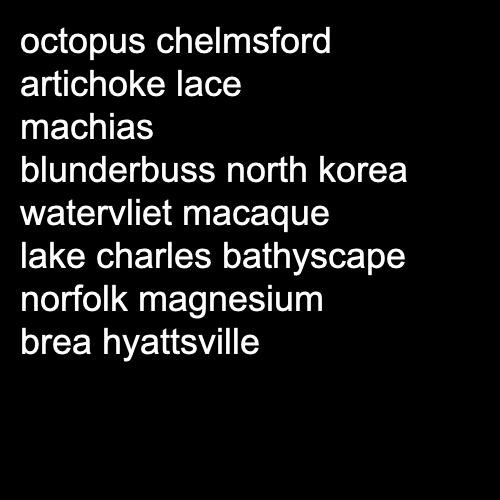 octopus chelmsford
artichoke lace
machias
blunderbuss north korea
watervliet macaque
lake charles bathyscape
norfolk magnesium
brea hyattsville